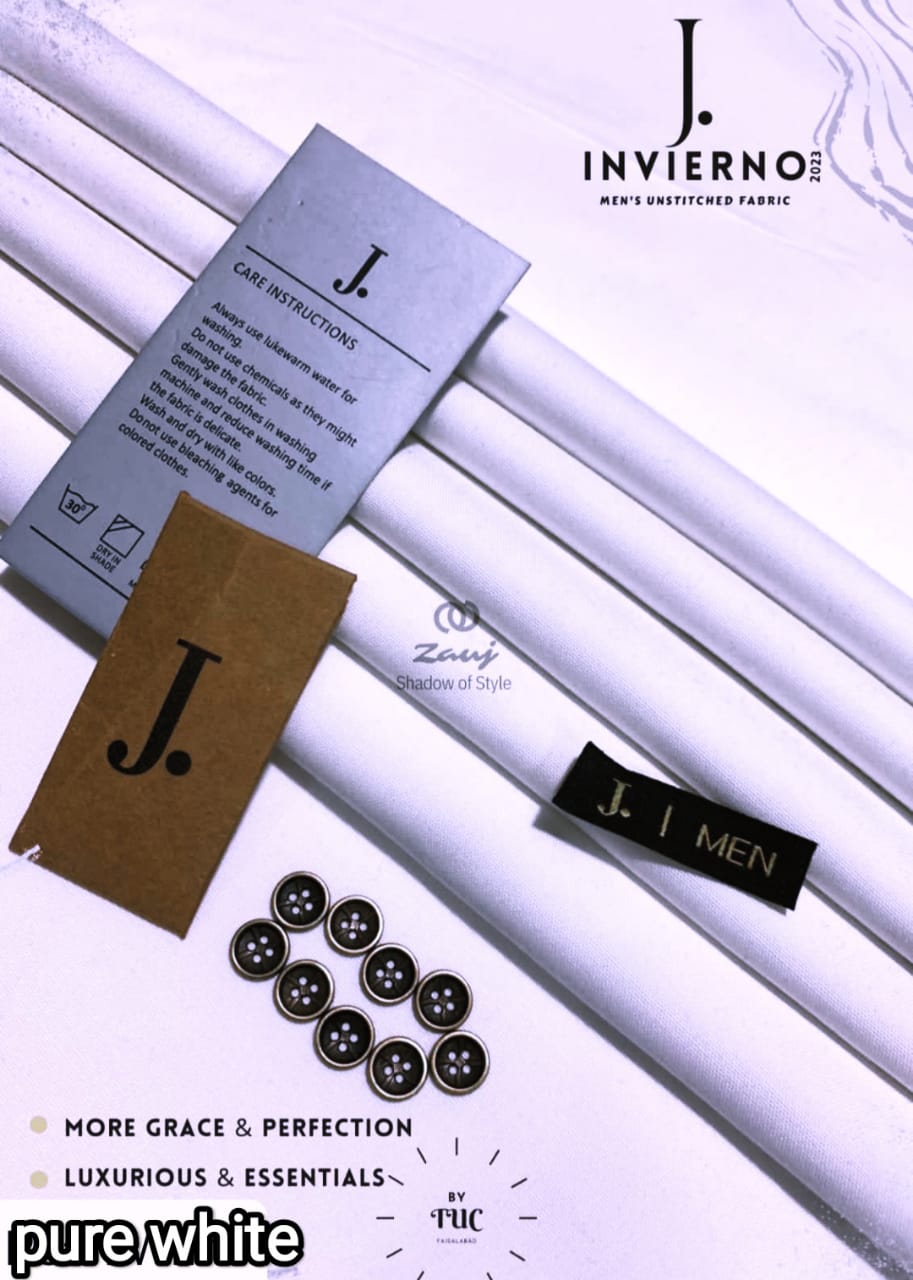 J.
INVIERNO 2023
MEN'S UNSTITCHED FABRIC
J.
CARE INSTRUCTIONS
Always use lukewarm water for
washing.
Do not use chemicals as they might
damage the fabric.
Gently wash clothes in washing
machine and reduce washing time if
the fabric is delicate.
Wash and dry with like colors.
Donot use bleaching agents for
colored clothes.
30°
DRY IN
SHADE
J.
Zauj
Shadow of Style
J. | MEN
MORE GRACE & PERFECTION
LUXURIOUS & ESSENTIALS
BY
TUC
FAISALABAD
pure white